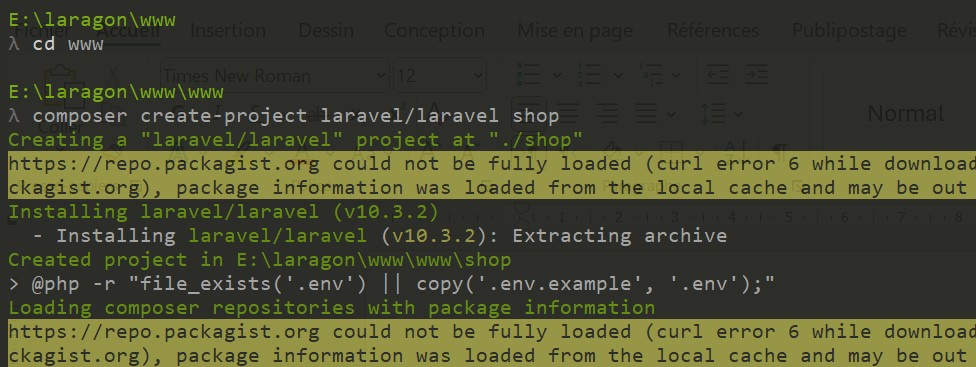 E:\laragon\www
Accueil Insertion Dessin Conception Mise en page Références Publipostage Révis
λ cd www
Times New Roman 12
E:\laragon\www\www
λ composer create-project laravel/laravel shop
Normal
Creating a "laravel/laravel" project at "./shop"
https://repo.packagist.org could not be fully loaded (curl error 6 while download
ckagist.org), package information was loaded from the local cache and may be out
Installing laravel/laravel (v10.3.2)
- Installing laravel/laravel (v10.3.2): Extracting archive
Created project in E:\laragon\www\www\shop
> @php -r "file_exists('.env') || copy('.env.example', '.env');"
Loading composer repositories with package information
https://repo.packagist.org could not be fully loaded (curl error 6 while download
ckagist.org), package information was loaded from the local cache and may be out